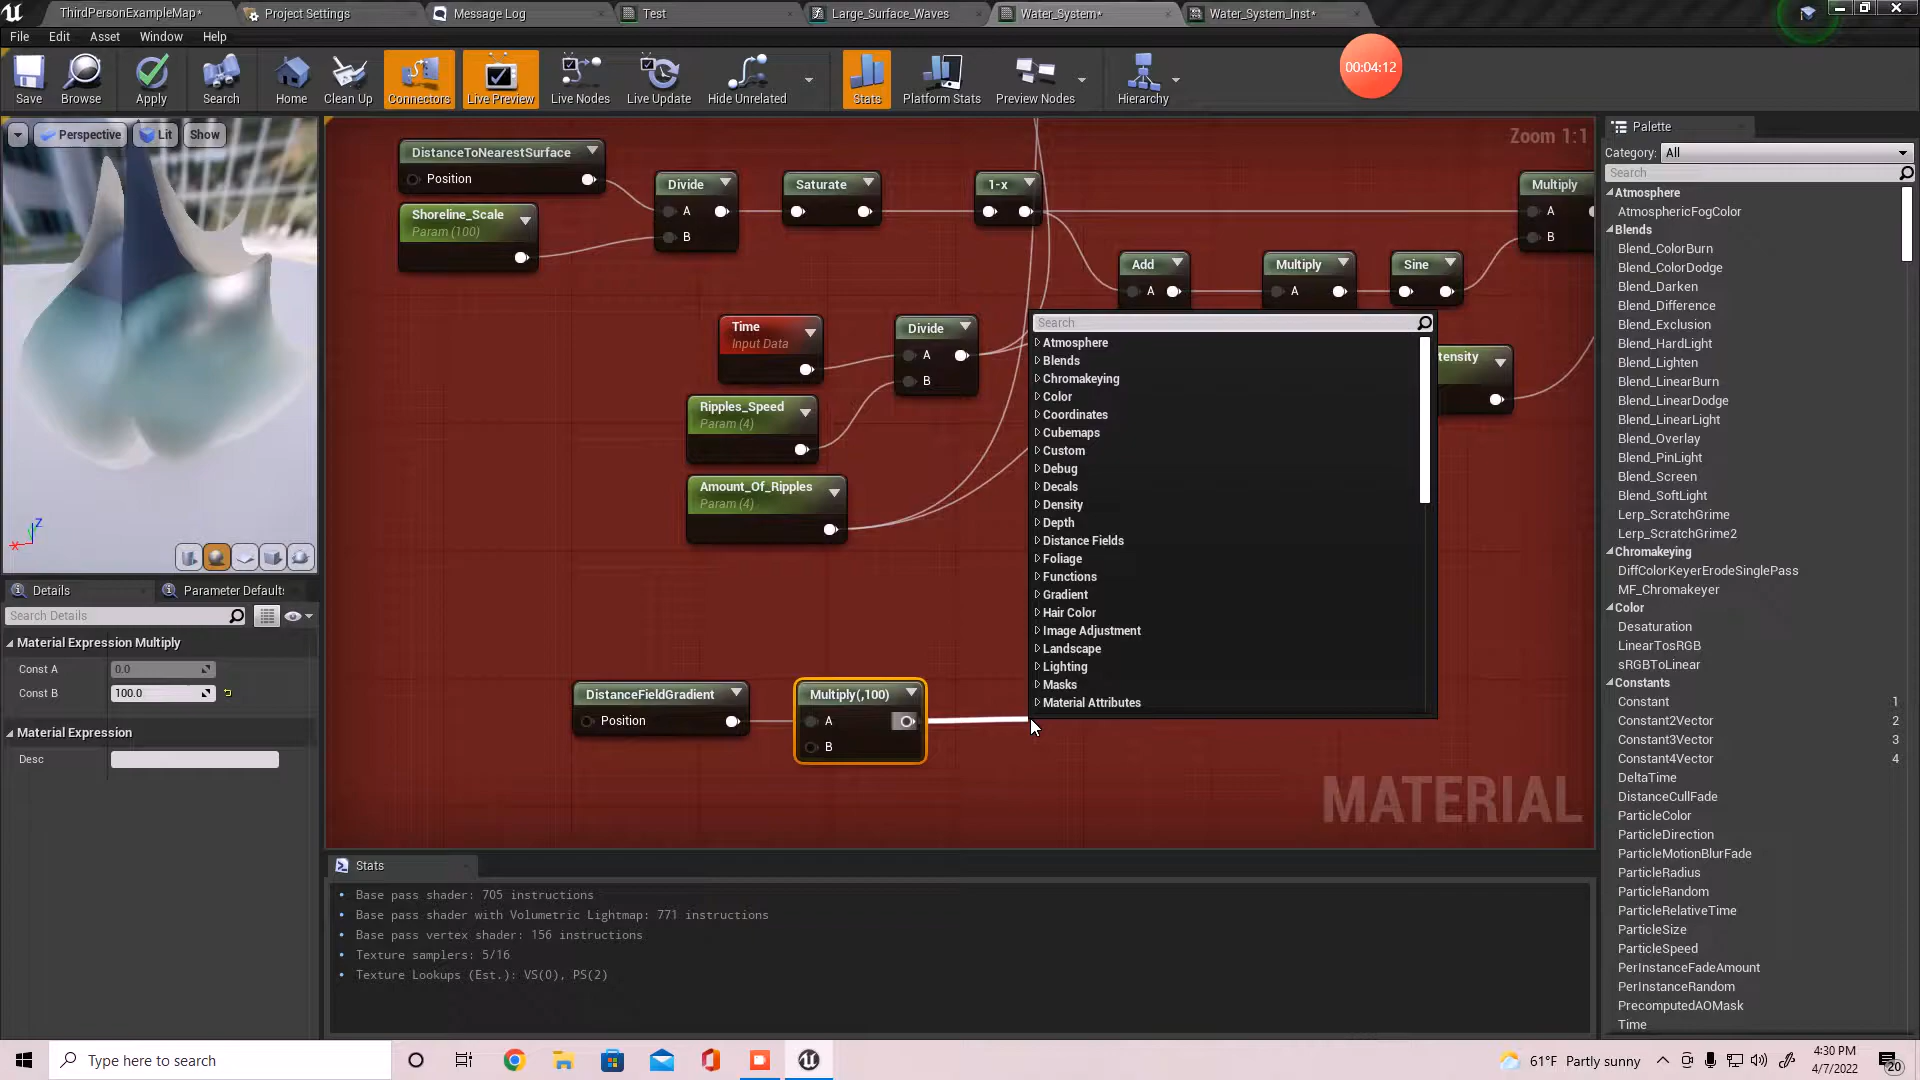 ThirdPersonExampleMap*
Project Settings
Message Log
Test
Large_Surface_Waves
Water_System*
Water_System_Inst*
File
Edit
Asset
Window
Help
Save
Browse
Apply
Search
Home
Clean Up
Connectors
Live Preview
Live Nodes
Live Update
Hide Unrelated
Stats
Platform Stats
Preview Nodes
Hierarchy
00:04:12
Perspective
Lit
Show
Z
X
Zoom 1:1
DistanceToNearestSurface
Position
Shoreline_Scale
Param (100)
Divide
A
B
Saturate
1-x
Multiply
A
B
Add
A
Multiply
A
Sine
Time
Input Data
Divide
A
B
Ripples_Speed
Param (4)
Amount_Of_Ripples
Param (4)
tensity
DistanceFieldGradient
Position
Multiply(,100)
A
B
MATERIAL
Search
Atmosphere
Blends
Chromakeying
Color
Coordinates
Cubemaps
Custom
Debug
Decals
Density
Depth
Distance Fields
Foliage
Functions
Gradient
Hair Color
Image Adjustment
Landscape
Lighting
Masks
Material Attributes
Palette
Category: All
Search
Atmosphere
AtmosphericFogColor
Blends
Blend_ColorBurn
Blend_ColorDodge
Blend_Darken
Blend_Difference
Blend_Exclusion
Blend_HardLight
Blend_Lighten
Blend_LinearBurn
Blend_LinearDodge
Blend_LinearLight
Blend_Overlay
Blend_PinLight
Blend_Screen
Blend_SoftLight
Lerp_ScratchGrime
Lerp_ScratchGrime2
Chromakeying
DiffColorKeyerErodeSinglePass
MF_Chromakeyer
Color
Desaturation
LinearTosRGB
sRGBToLinear
Constants
Constant 1
Constant2Vector 2
Constant3Vector 3
Constant4Vector 4
DeltaTime
DistanceCullFade
ParticleColor
ParticleDirection
ParticleMotionBlurFade
ParticleRadius
ParticleRandom
ParticleRelativeTime
ParticleSize
ParticleSpeed
PerInstanceFadeAmount
PerInstanceRandom
PrecomputedAOMask
Time
Details
Parameter Defaults
Search Details
Material Expression Multiply
Const A 0.0
Const B 100.0
Material Expression
Desc
Stats
Base pass shader: 705 instructions
Base pass shader with Volumetric Lightmap: 771 instructions
Base pass vertex shader: 156 instructions
Texture samplers: 5/16
Texture Lookups (Est.): VS(0), PS(2)
Type here to search
61°F Partly sunny
4:30 PM
4/7/2022
20